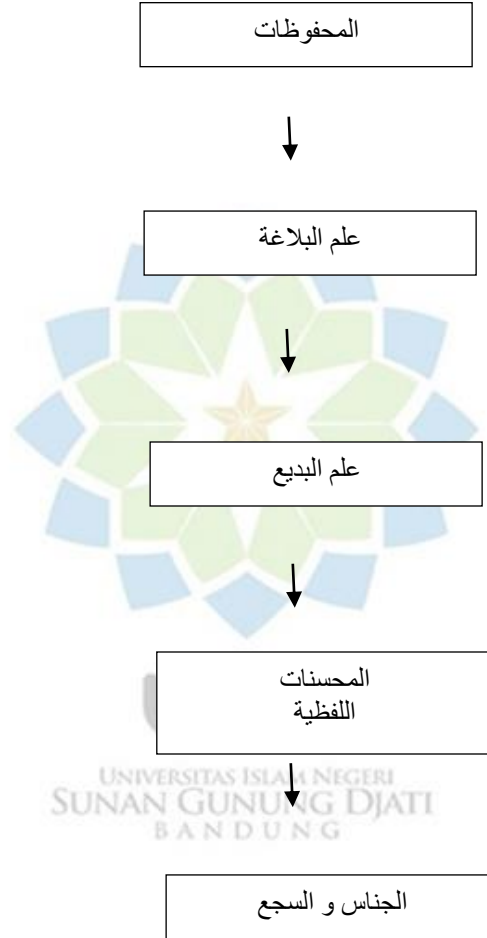 المحفوظات
علم البلاغة
علم البديع
المحسنات
اللفظية
UNIVERSITAS ISLAM NEGERI
SUNAN GUNUNG DJATI
BANDUNG
الجناس و السجع